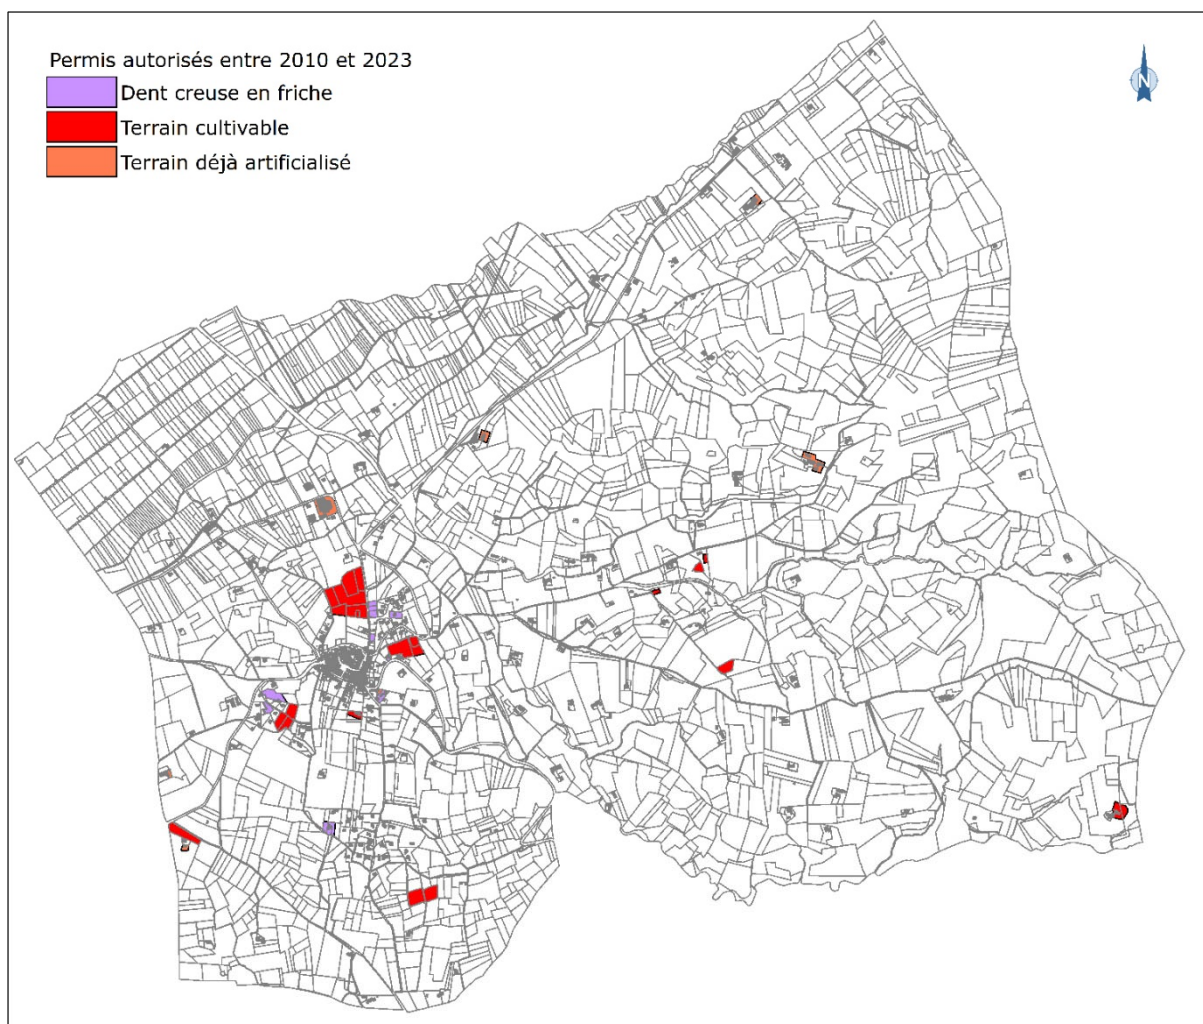 Permis autorisés entre 2010 et 2023
Dent creuse en friche
Terrain cultivable
Terrain déjà artificialisé
N